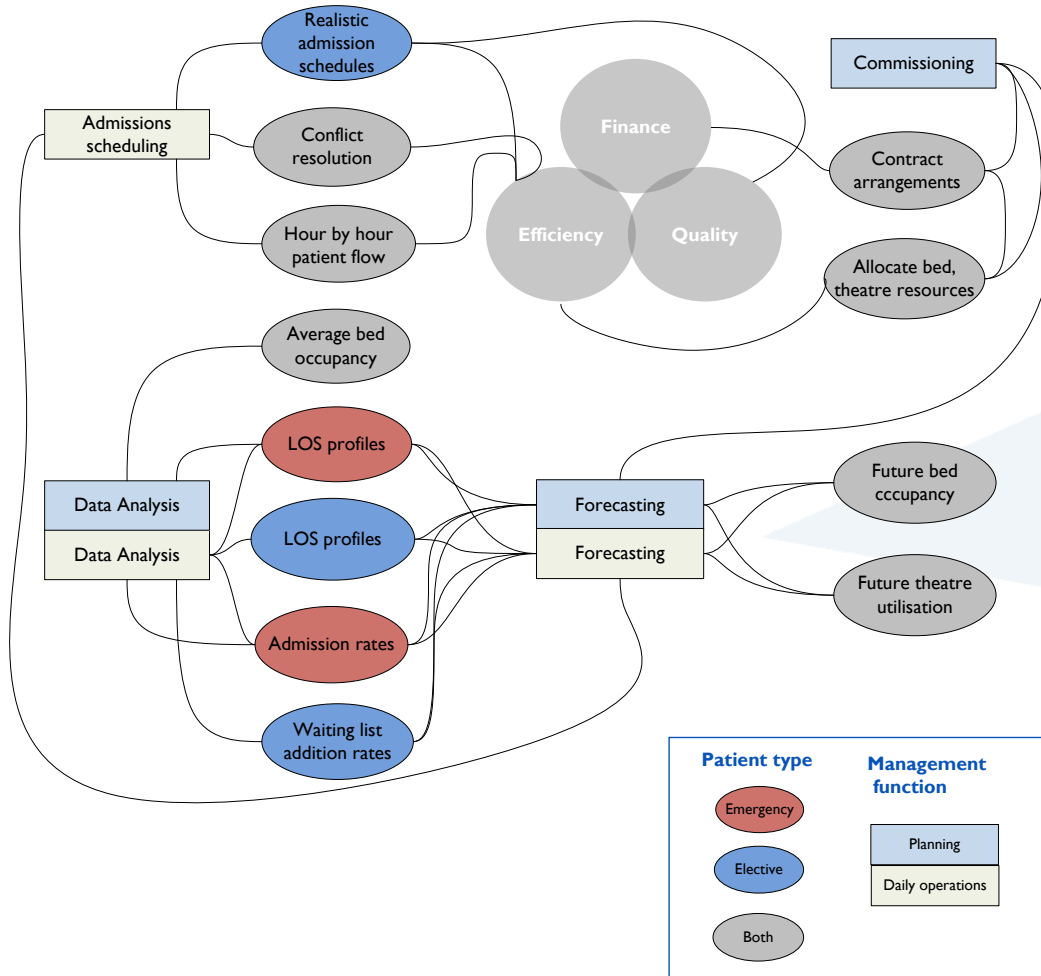 Realistic
admission
schedules
Commissioning
Admissions
scheduling
Conflict
resolution
Finance
Contract
arrangements
Hour by hour
patient flow
Efficiency
Quality
Allocate bed,
theatre resources
Average bed
occupancy
LOS profiles
Data Analysis
Data Analysis
LOS profiles
Forecasting
Forecasting
Future bed
cccupancy
Future theatre
utilisation
Admission rates
Waiting list
addition rates
Patient type
Management
function
Emergency
Elective
Both
Planning
Daily operations